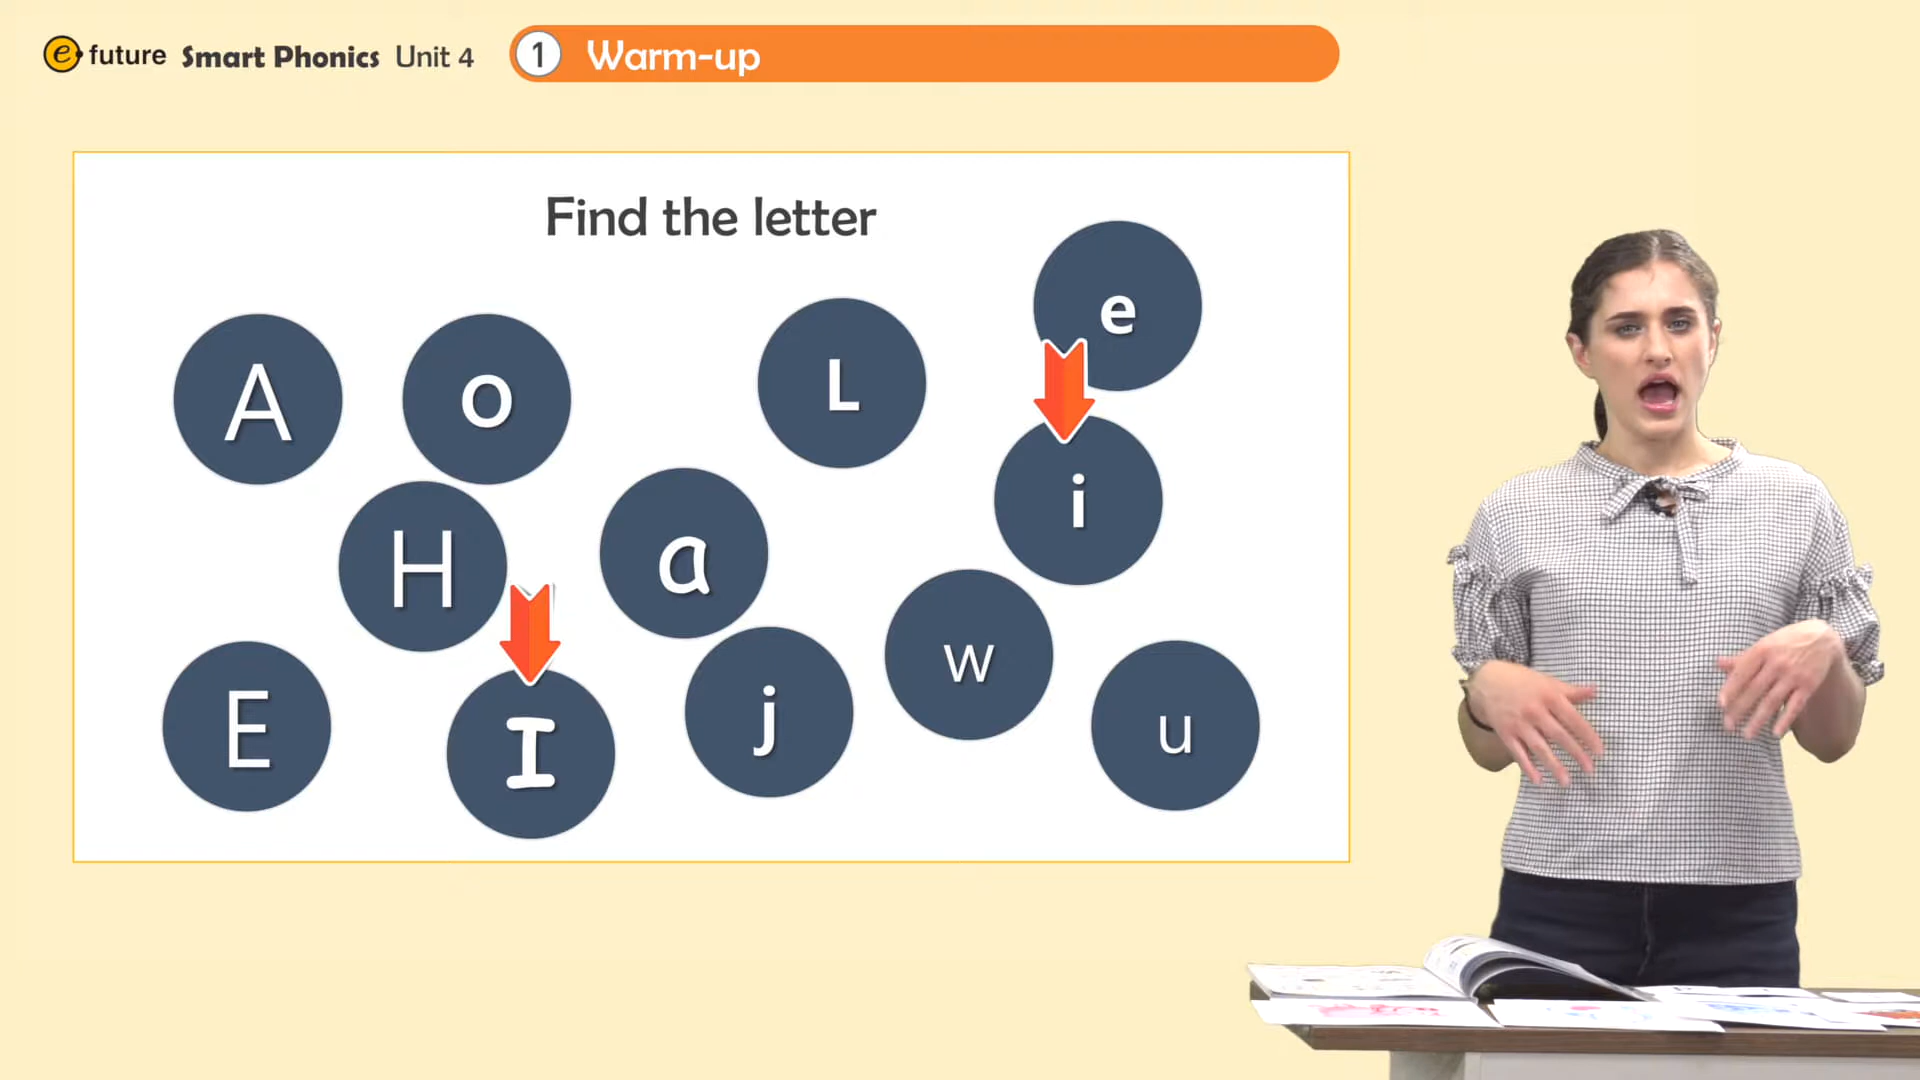 e future Smart Phonics Unit 4
1 Warm-up
Find the letter
e
A o L
i
H a
w
E I j u